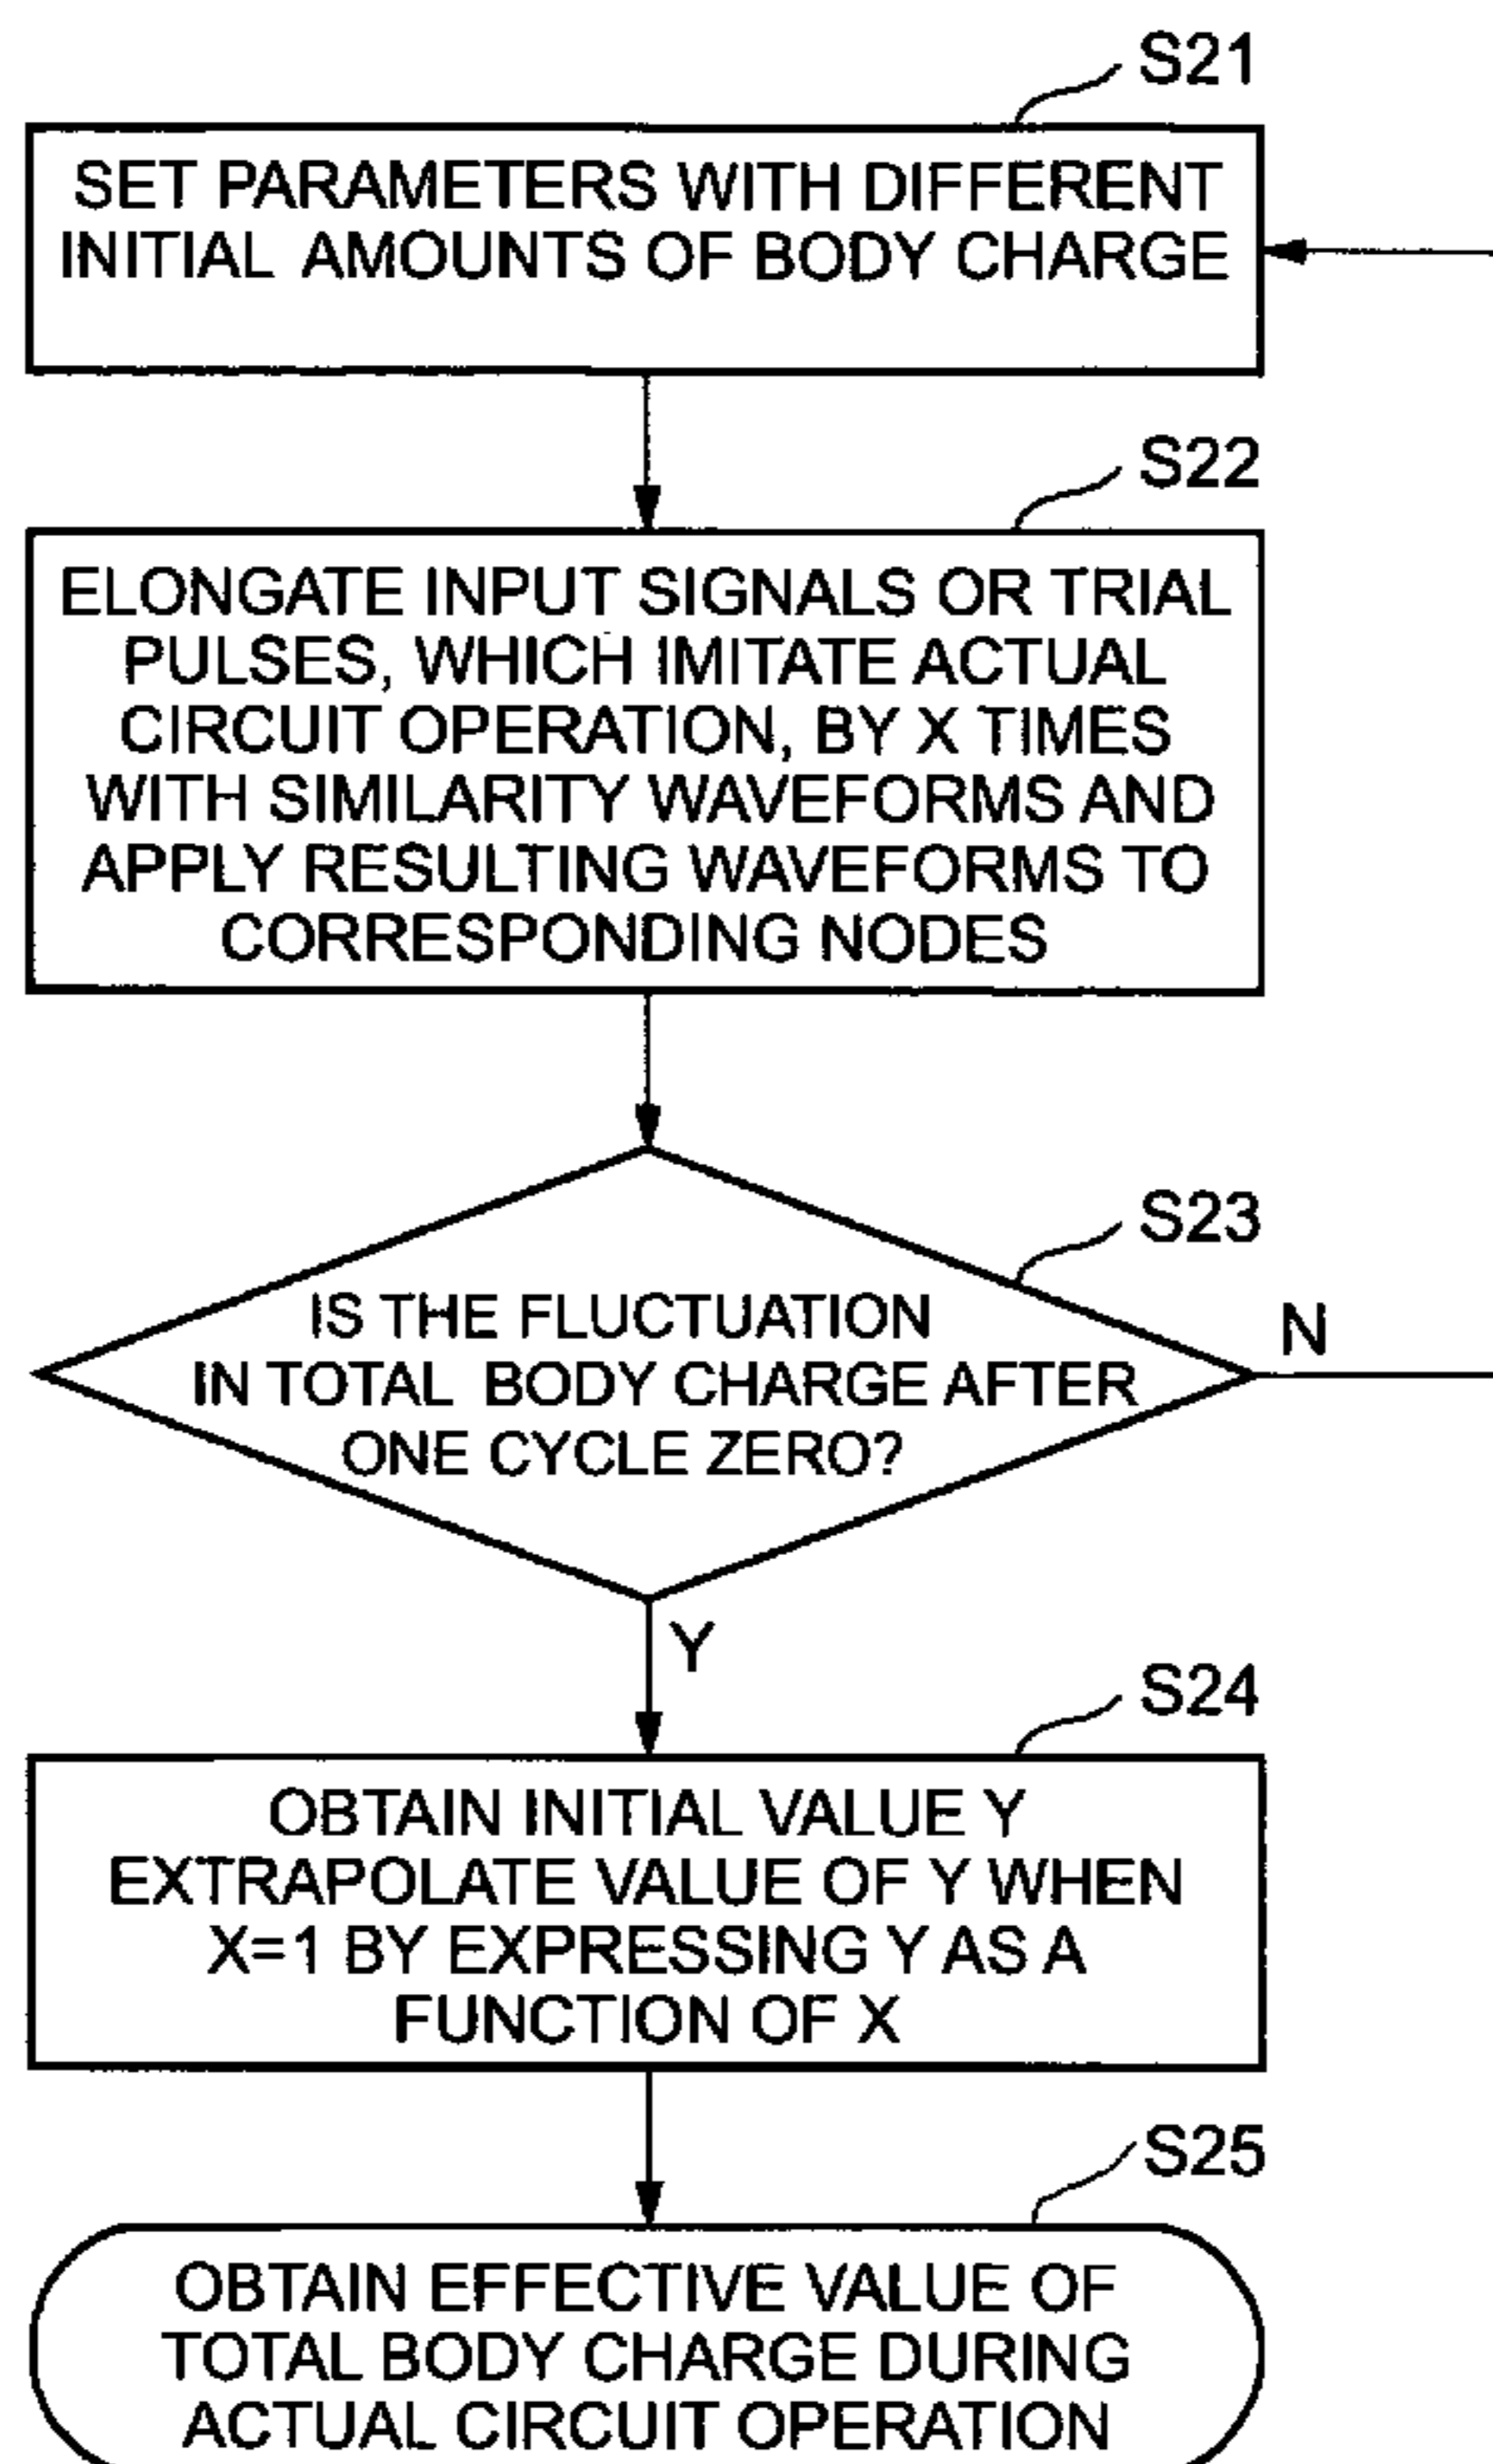 S21
SET PARAMETERS WITH DIFFERENT
INITIAL AMOUNTS OF BODY CHARGE
S22
ELONGATE INPUT SIGNALS OR TRIAL
PULSES, WHICH IMITATE ACTUAL
CIRCUIT OPERATION, BY X TIMES
WITH SIMILARITY WAVEFORMS AND
APPLY RESULTING WAVEFORMS TO
CORRESPONDING NODES
S23
IS THE FLUCTUATION
IN TOTAL BODY CHARGE AFTER
ONE CYCLE ZERO?
N
Y
S24
OBTAIN INITIAL VALUE Y
EXTRAPOLATE VALUE OF Y WHEN
X=1 BY EXPRESSING Y AS A
FUNCTION OF X
S25
OBTAIN EFFECTIVE VALUE OF
TOTAL BODY CHARGE DURING
ACTUAL CIRCUIT OPERATION